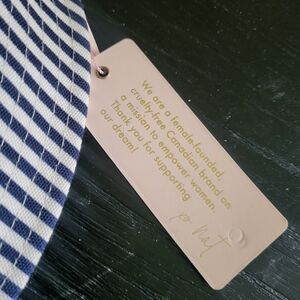 We are a female-founded,
cruelty-free Canadian brand on
a mission to empower women.
Thank you for supporting
our dream!